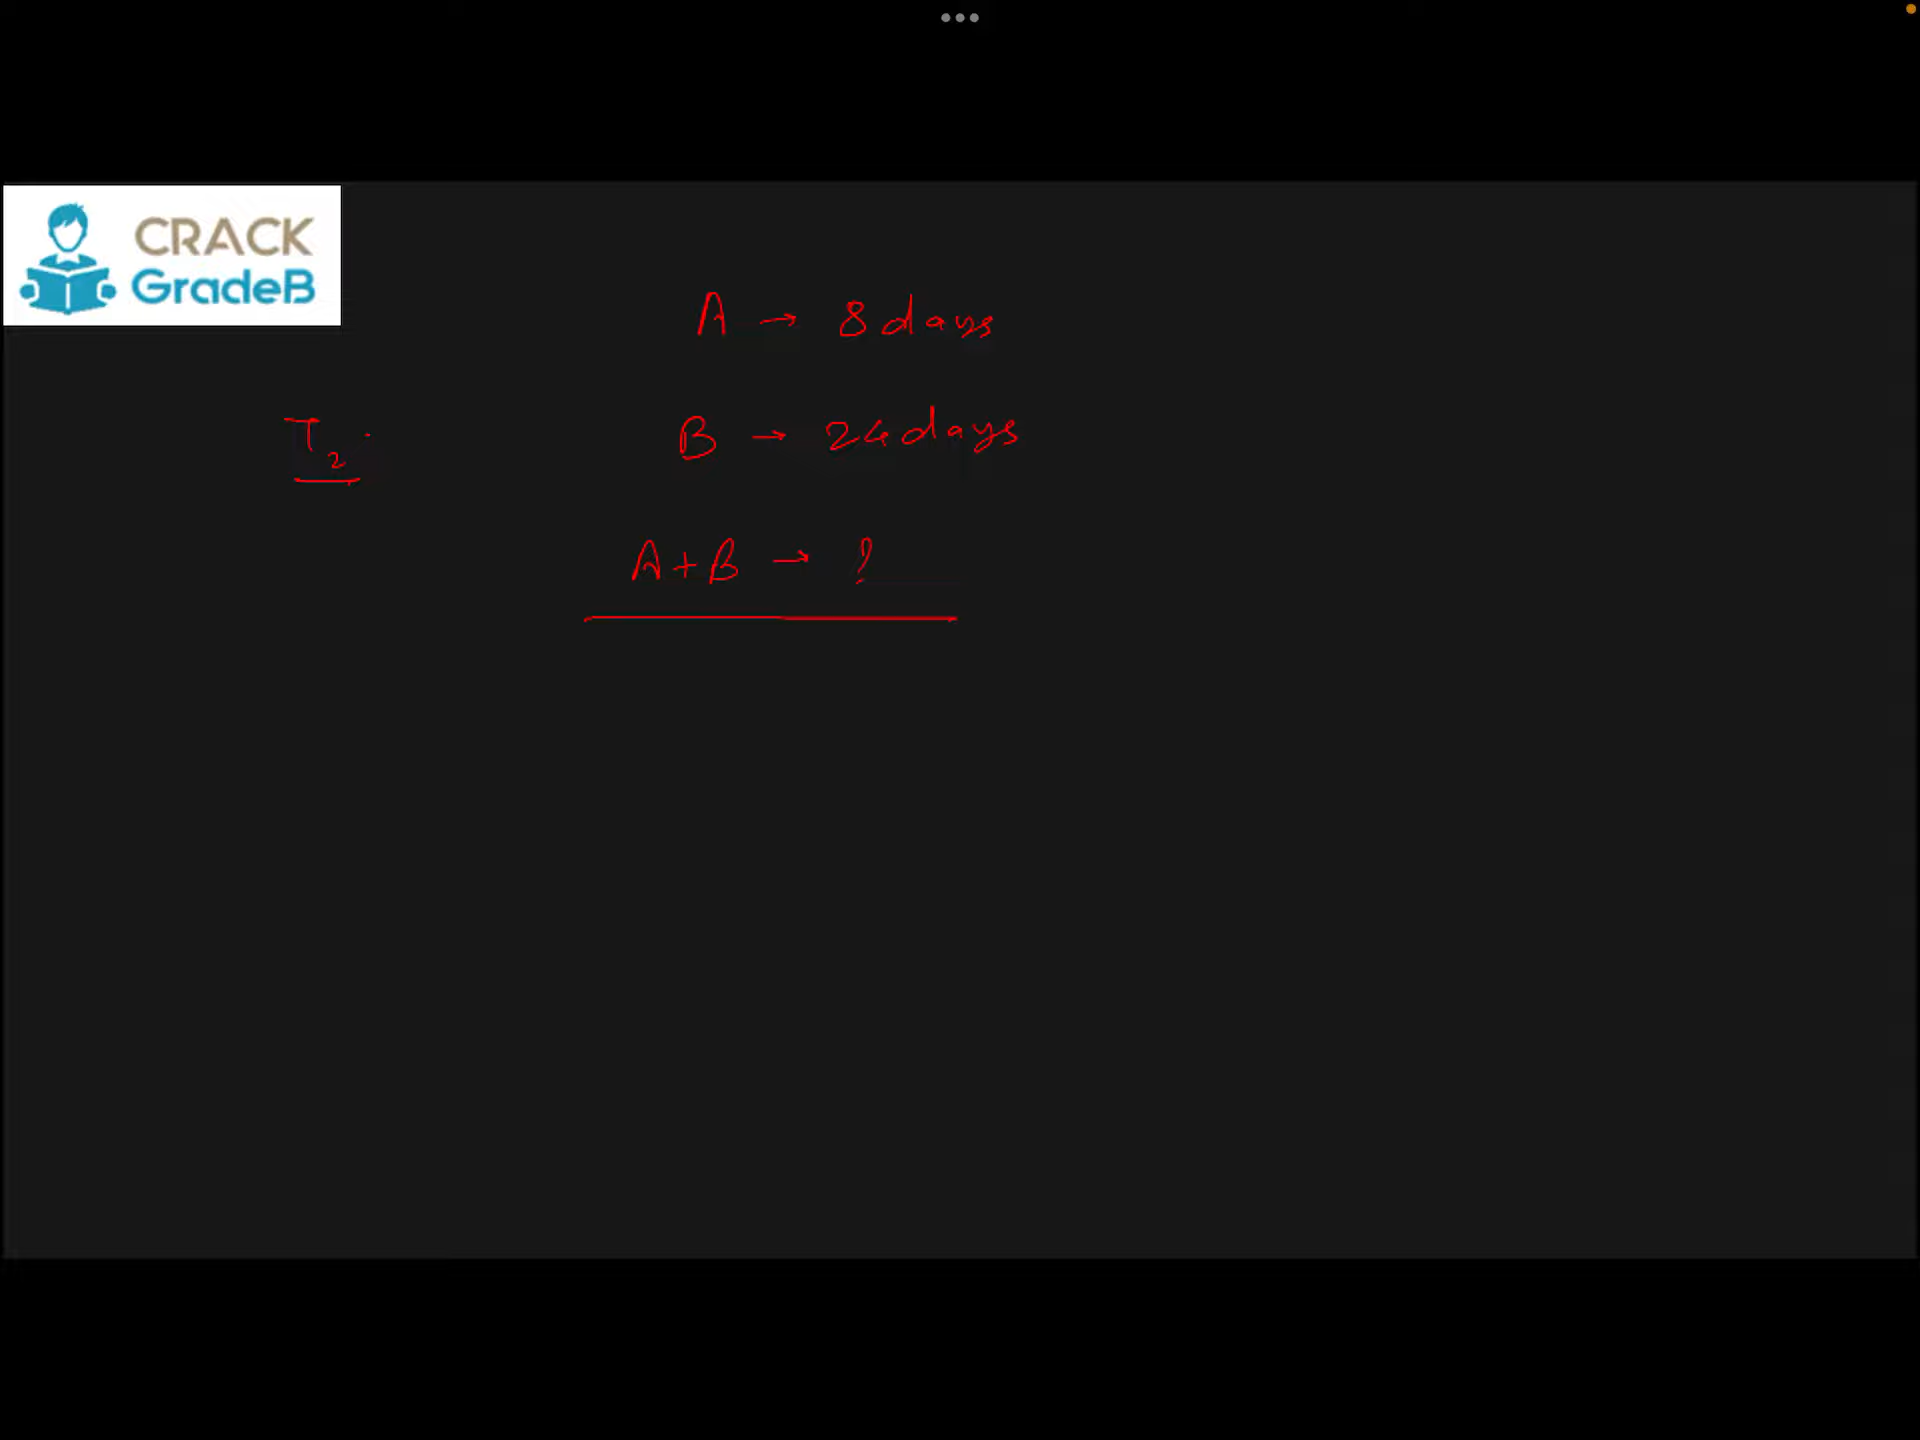 CRACK
GradeB
A → 8 days
T2.
B → 24 days
A+B → ?